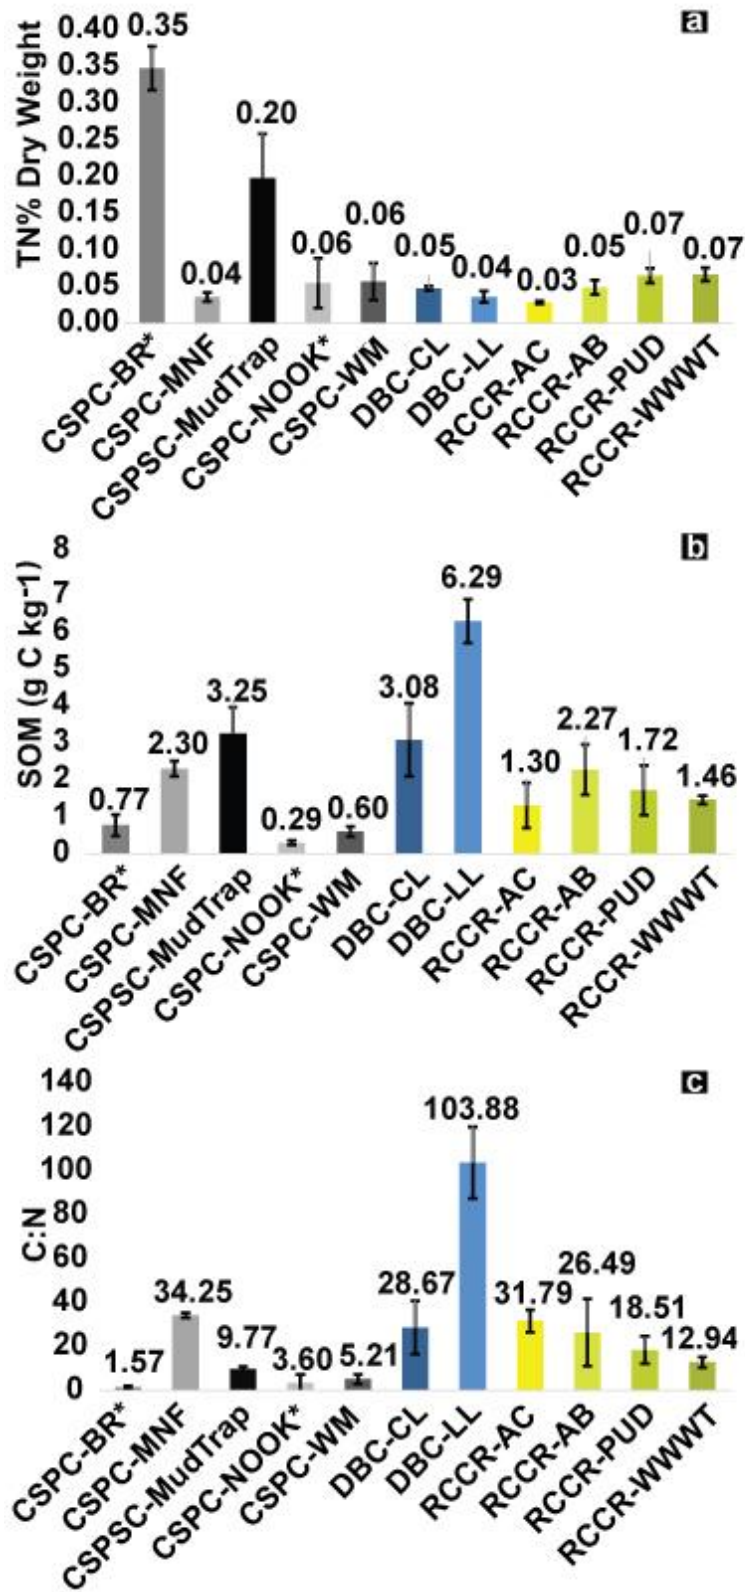 a
TN% Dry Weight
0.40
0.35
0.30
0.25
0.20
0.15
0.10
0.05
0.00
0.35
0.04
0.20
0.06
0.06
0.05
0.04
0.03
0.05
0.07
0.07
CSPC-BR*
CSPC-MNF
CSPSC-MudTrap
CSPC-NOOK*
CSPC-WM
DBC-CL
DBC-LL
RCCR-AC
RCCR-AB
RCCR-PUD
RCCR-WWWT
b
SOM (g C kg-1)
8
7
6
5
4
3
2
1
0
0.77
2.30
3.25
0.29
0.60
3.08
6.29
1.30
2.27
1.72
1.46
CSPC-BR*
CSPC-MNF
CSPSC-MudTrap
CSPC-NOOK*
CSPC-WM
DBC-CL
DBC-LL
RCCR-AC
RCCR-AB
RCCR-PUD
RCCR-WWWT
c
C:N
140
120
100
80
60
40
20
0
1.57
34.25
9.77
3.60
5.21
28.67
103.88
31.79
26.49
18.51
12.94
CSPC-BR*
CSPC-MNF
CSPSC-MudTrap
CSPC-NOOK*
CSPC-WM
DBC-CL
DBC-LL
RCCR-AC
RCCR-AB
RCCR-PUD
RCCR-WWWT